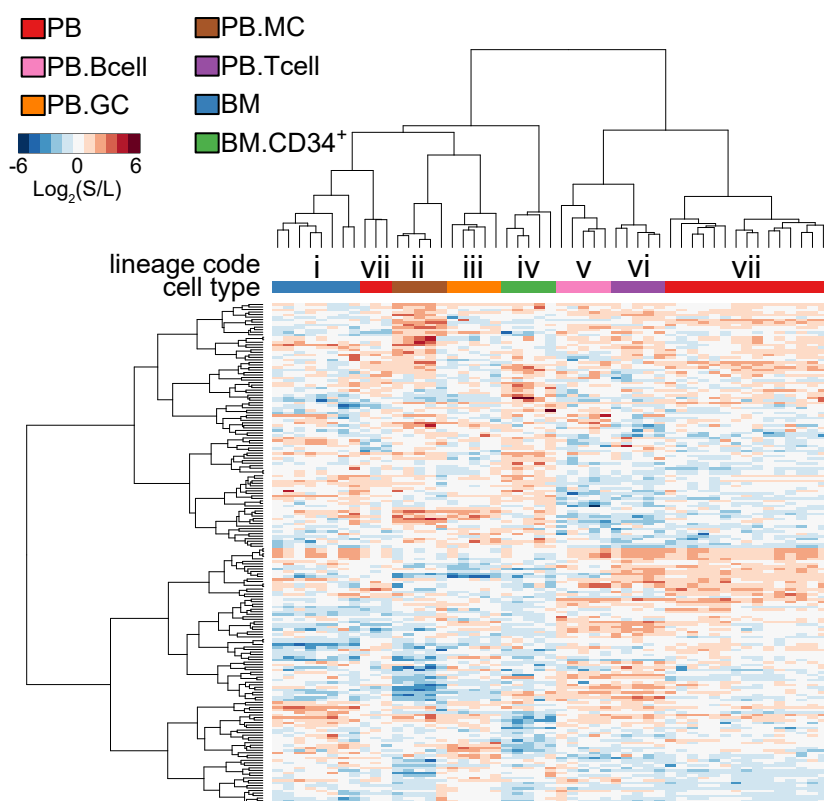 PB
PB.MC
PB.Bcell
PB.Tcell
PB.GC
BM
BM.CD34⁺
-6 0 6
Log₂(S/L)
lineage code i vii ii iii iv v vi vii
cell type